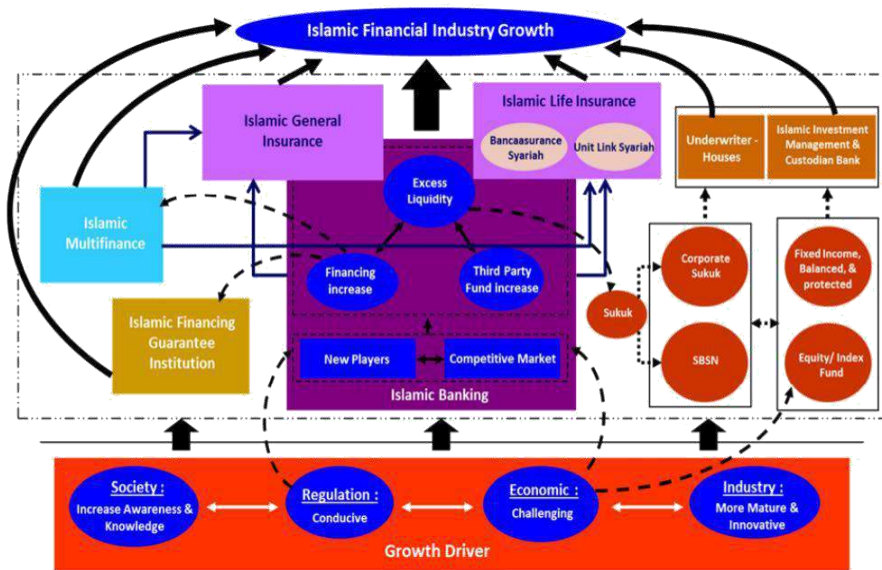 Islamic Financial Industry Growth
Islamic General
Insurance
Islamic Life Insurance
Bancaasurance
Syariah
Unit Link Syariah
Underwriter -
Houses
Islamic Investment
Management &
Custodian Bank
Excess
Liquidity
Islamic
Multifinance
Financing
increase
Third Party
Fund increase
Corporate
Sukuk
Fixed Income,
Balanced, &
protected
Sukuk
Islamic Financing
Guarantee
Institution
New Players
Competitive Market
SBSN
Equity/ Index
Fund
Islamic Banking
Society :
Increase Awareness &
Knowledge
Regulation :
Conducive
Economic :
Challenging
Industry :
More Mature &
Innovative
Growth Driver